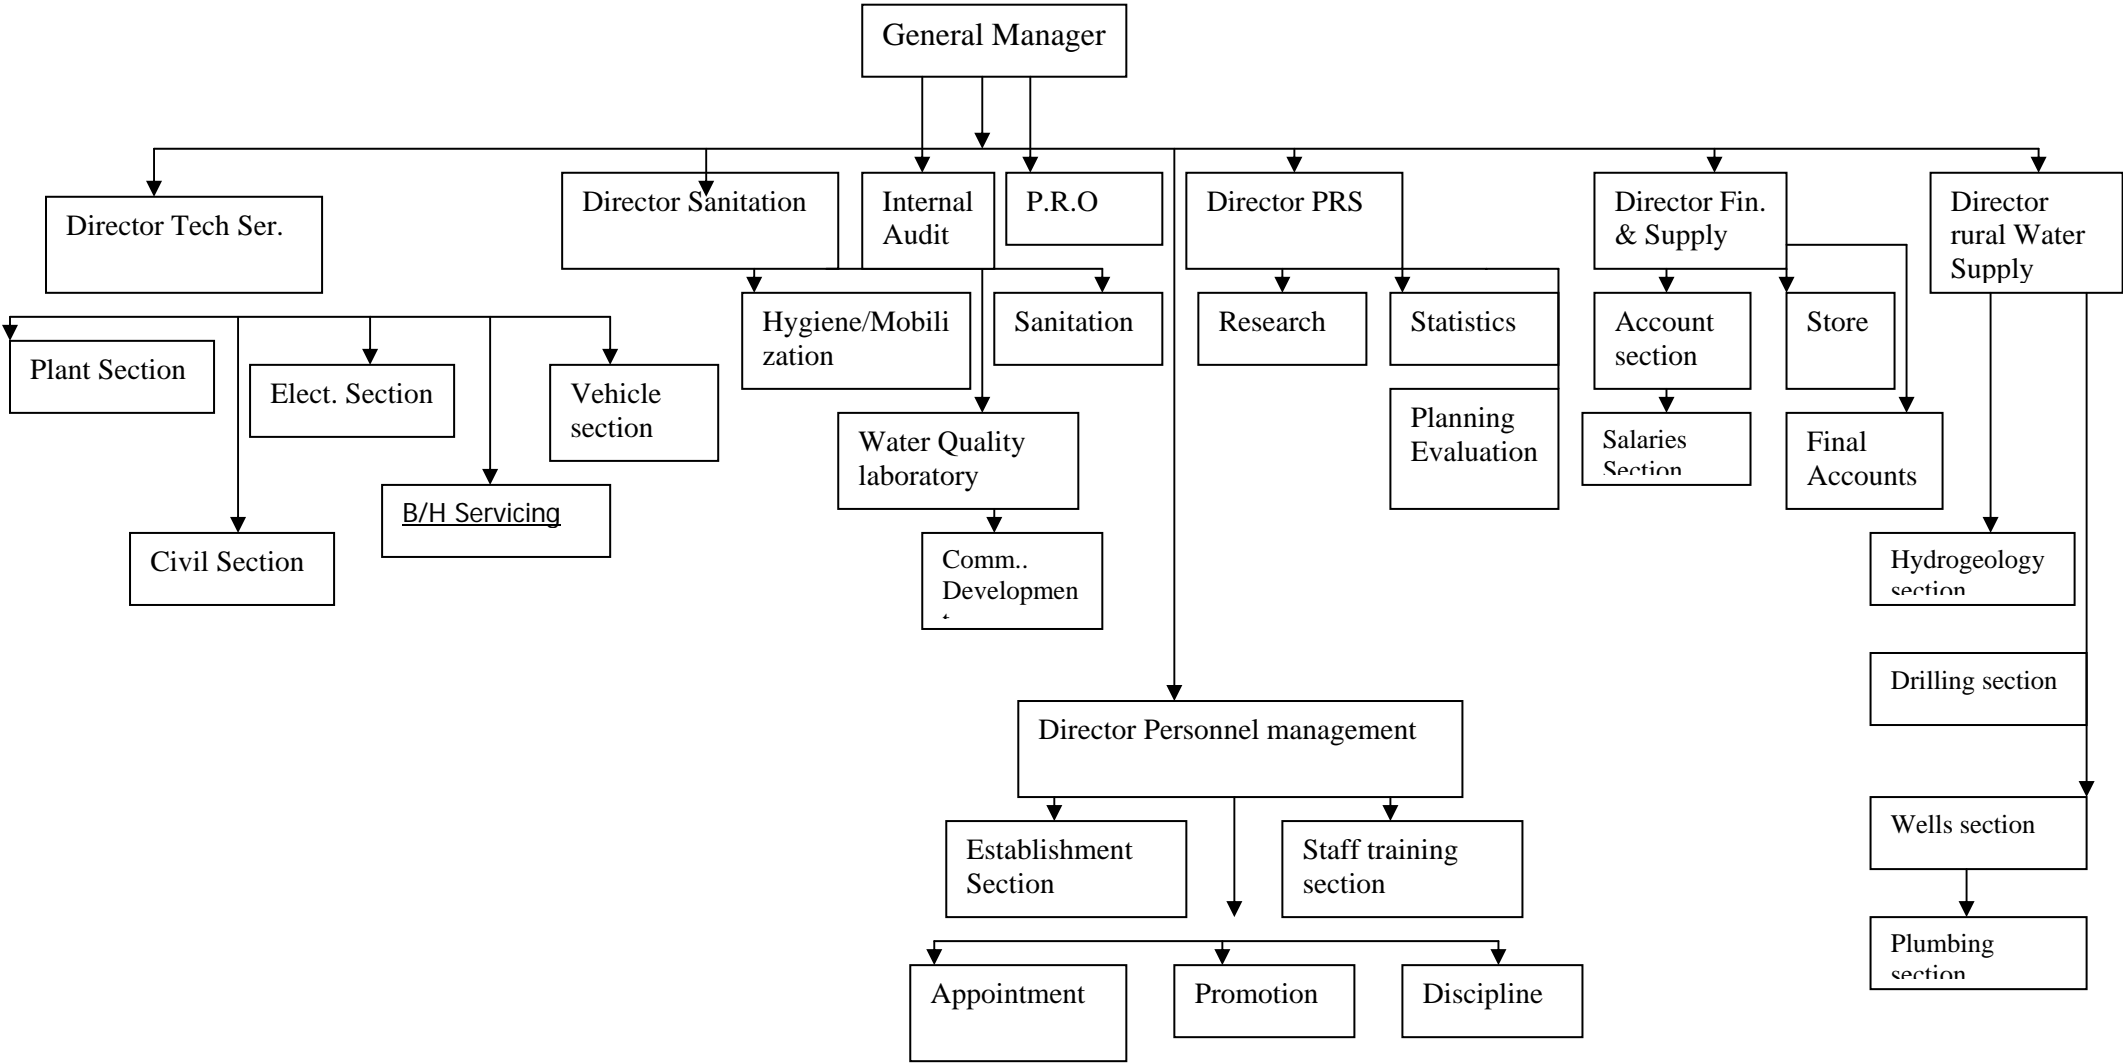 General Manager
Director Tech Ser.
Director Sanitation
Internal
Audit
P.R.O
Director PRS
Director Fin.
& Supply
Director
rural Water
Supply
Plant Section
Elect. Section
Vehicle
section
Civil Section
B/H Servicing
Hygiene/Mobili
zation
Sanitation
Water Quality
laboratory
Comm..
Developmen
t
Research
Statistics
Planning
Evaluation
Account
section
Store
Salaries
Section
Final
Accounts
Hydrogeology
section
Drilling section
Wells section
Plumbing
section
Director Personnel management
Establishment
Section
Staff training
section
Appointment
Promotion
Discipline